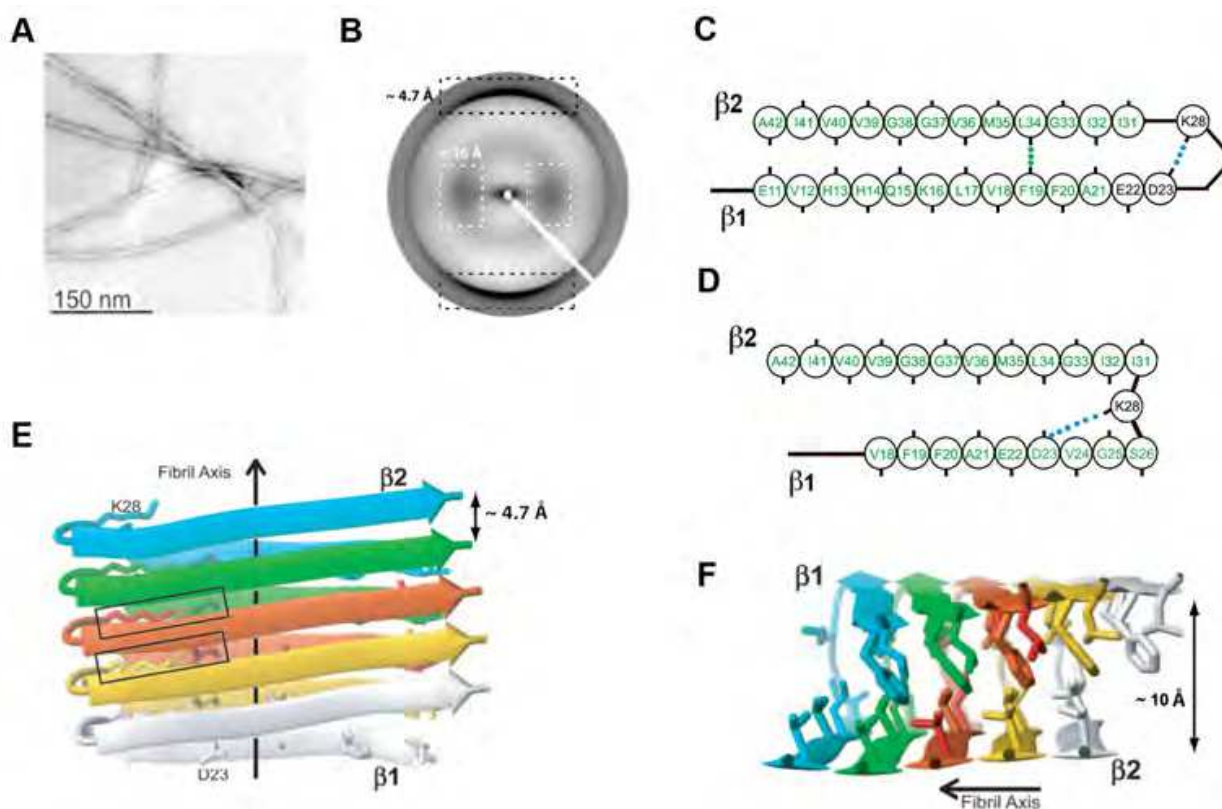 A
150 nm
B
~ 4.7 Å
C
β2
A42 I41 V40 V39 G38 G37 V36 M35 L34 G33 I32 I31 K28
E11 V12 H13 H14 Q15 K16 L17 V18 F19 F20 A21 E22 D23
β1
D
β2
A42 I41 V40 V39 G38 G37 V36 M35 L34 G33 I32 I31
K28
V18 F19 F20 A21 E22 D23 V24 G25 S26
β1
E
Fibril Axis
β2
K28
~ 4.7 Å
D23
β1
F
β1
~ 10 Å
β2
Fibril Axis